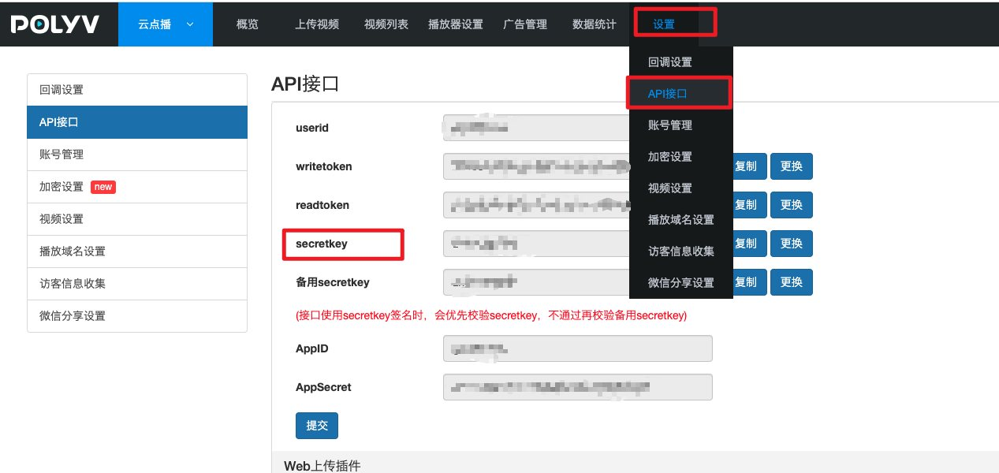 POLYV 云点播 概览 上传视频 视频列表 播放器设置 广告管理 数据统计 设置
回调设置
API接口
账号管理
加密设置
视频设置
播放域名设置
访客信息收集
微信分享设置
回调设置
API接口
账号管理
加密设置 new
视频设置
播放域名设置
访客信息收集
微信分享设置
API接口
userid
writetoken 复制 更换
readtoken 复制 更换
secretkey 复制 更换
备用secretkey 复制 更换
(接口使用secretkey签名时，会优先校验secretkey，不通过再校验备用secretkey)
AppID
AppSecret
提交
Web上传插件